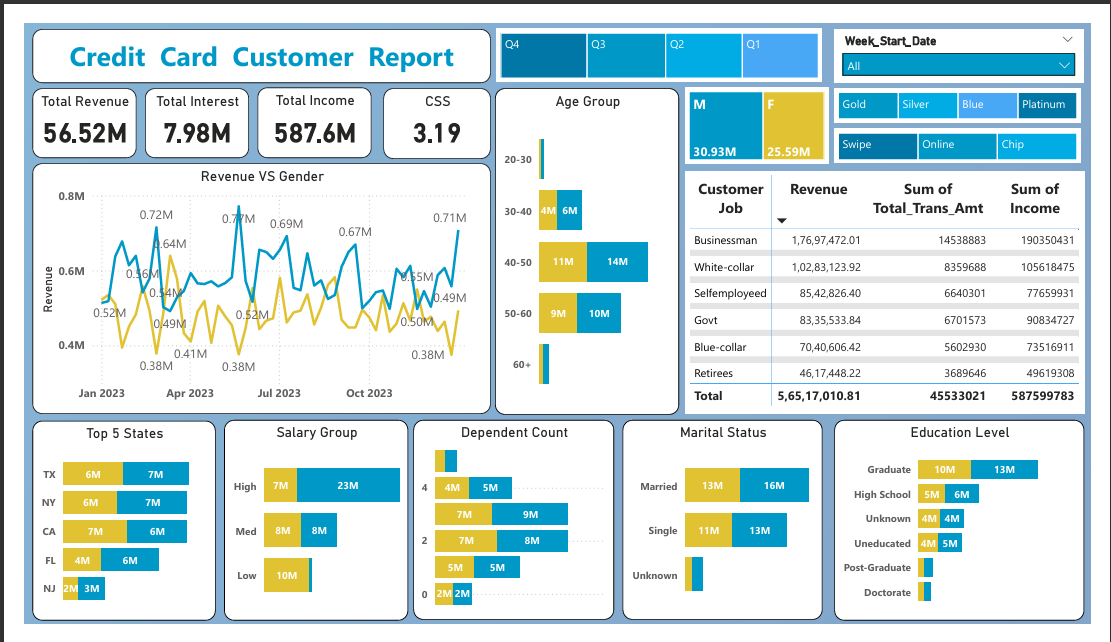 Credit Card Customer Report
Q4 Q3 Q2 Q1
Week_Start_Date
All
Total Revenue
56.52M
Total Interest
7.98M
Total Income
587.6M
CSS
3.19
Gold Silver Blue Platinum
Swipe Online Chip
M
30.93M
F
25.59M
Revenue VS Gender
Revenue
0.8M
0.6M
0.4M
0.72M
0.77M
0.69M
0.67M
0.71M
0.64M
0.56M
0.54M
0.55M
0.52M
0.49M
0.52M
0.50M
0.49M
0.38M
0.41M
0.38M
0.38M
Jan 2023 Apr 2023 Jul 2023 Oct 2023
Age Group
20-30
30-40 4M 6M
40-50 11M 14M
50-60 9M 10M
60+
Customer Job Revenue Sum of Total_Trans_Amt Sum of Income
Businessman 1,76,97,472.01 14538883 190350431
White-collar 1,02,83,123.92 8359688 105618475
Selfemployeed 85,42,826.40 6640301 77659931
Govt 83,35,533.84 6701573 90834727
Blue-collar 70,40,606.42 5602930 73516911
Retirees 46,17,448.22 3689646 49619308
Total 5,65,17,010.81 45533021 587599783
Top 5 States
TX 6M 7M
NY 6M 7M
CA 7M 6M
FL 4M 6M
NJ 2M 3M
Salary Group
High 7M 23M
Med 8M 8M
Low 10M
Dependent Count
4 4M 5M
7M 9M
2 7M 8M
5M 5M
0 2M 2M
Marital Status
Married 13M 16M
Single 11M 13M
Unknown
Education Level
Graduate 10M 13M
High School 5M 6M
Unknown 4M 4M
Uneducated 4M 5M
Post-Graduate
Doctorate